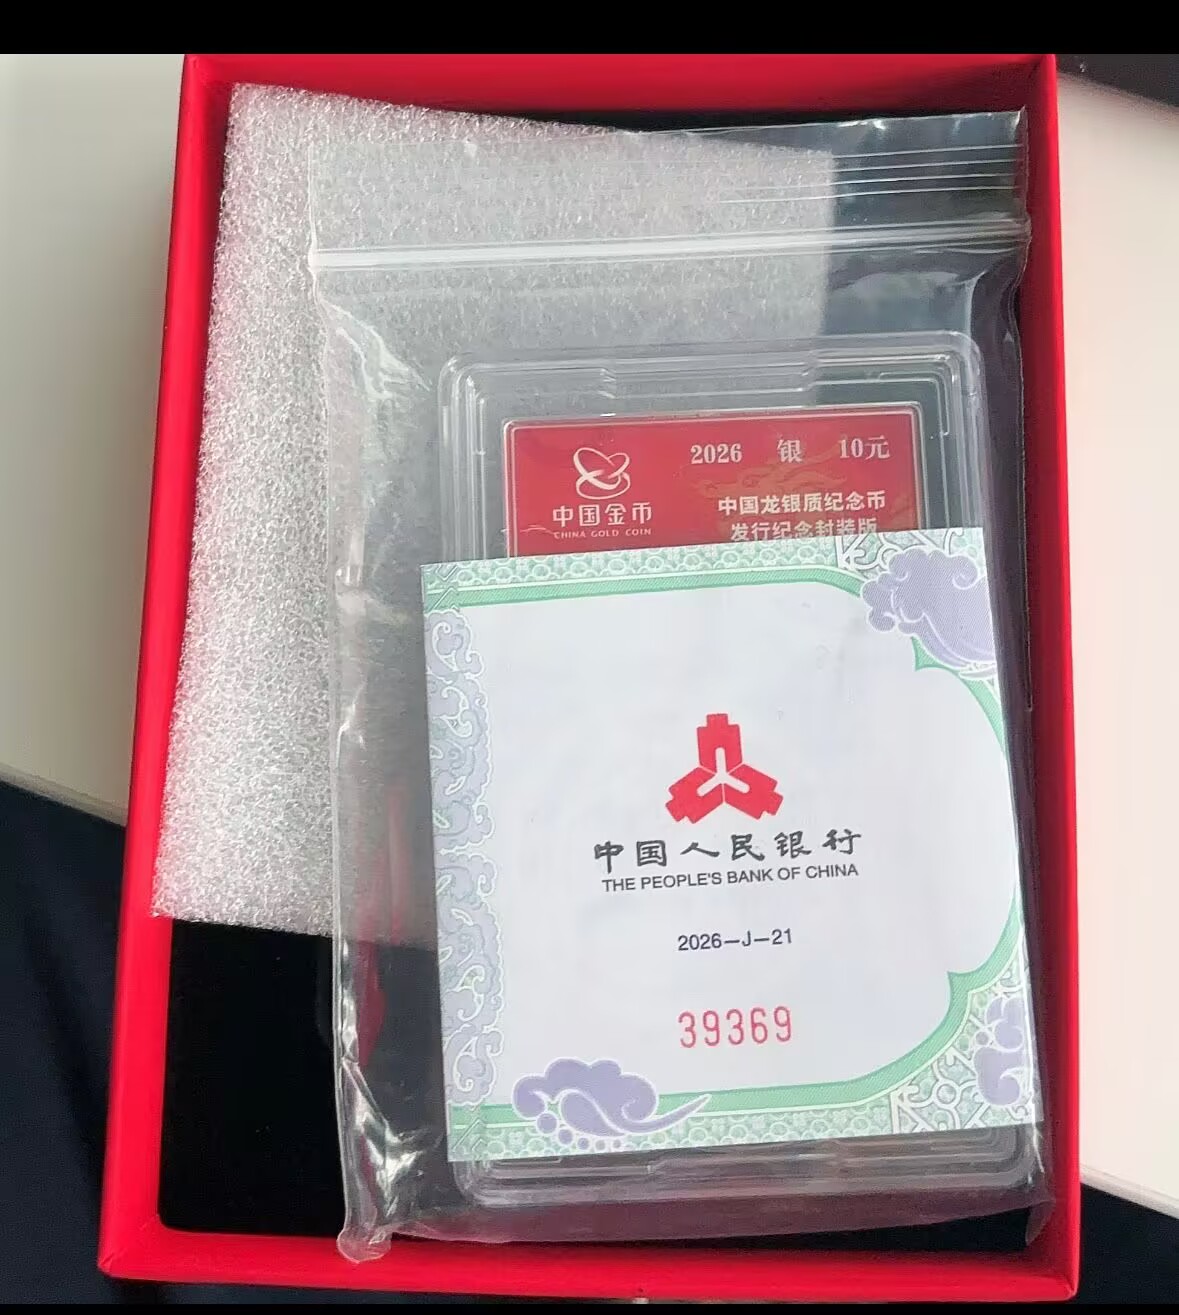 2026 银 10元
中国金币
CHINA GOLD COIN
中国龙银质纪念币
发行纪念封装版
中国人民银行
THE PEOPLE'S BANK OF CHINA
2026—J—21
39369